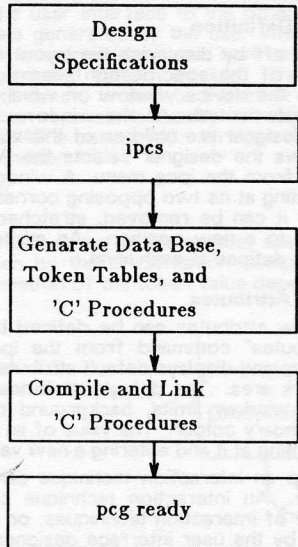 Design
Specifications
ipcs
Genarate Data Base,
Token Tables, and
'C' Procedures
Compile and Link
'C' Procedures
pcg ready